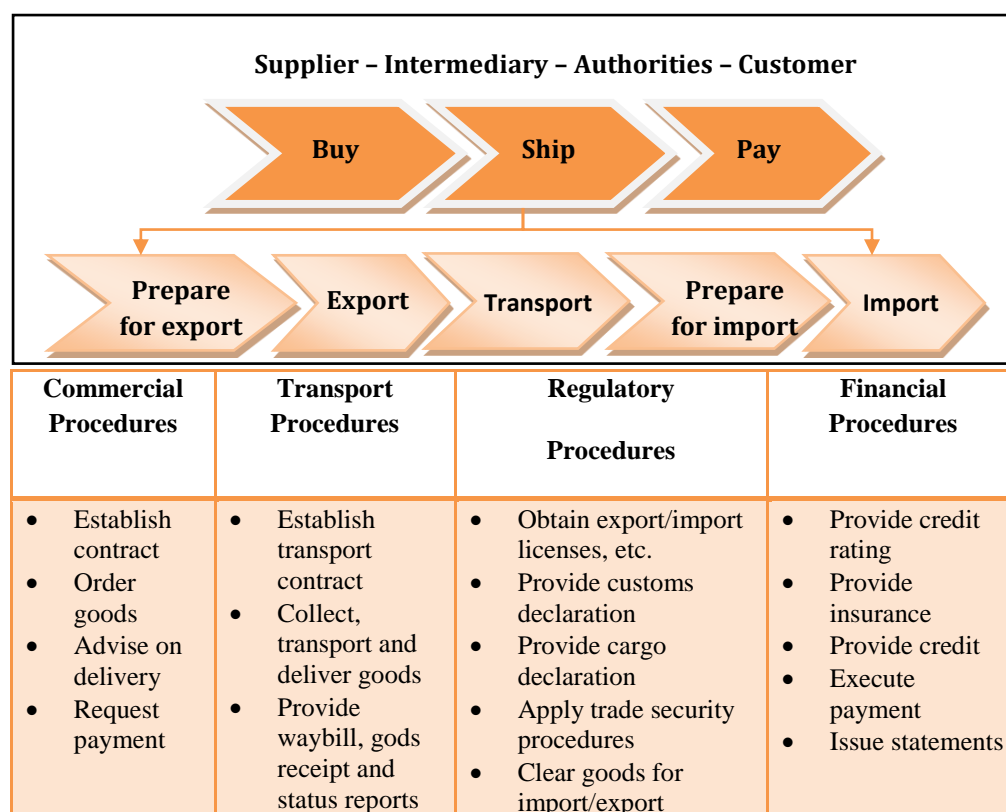 Supplier – Intermediary – Authorities – Customer
Buy
Ship
Pay
Prepare
for export
Export
Transport
Prepare
for import
Import
Commercial
Procedures
Transport
Procedures
Regulatory
Procedures
Financial
Procedures
• Establish
contract
• Order
goods
• Advise on
delivery
• Request
payment
• Establish
transport
contract
• Collect,
transport and
deliver goods
• Provide
waybill, gods
receipt and
status reports
• Obtain export/import
licenses, etc.
• Provide customs
declaration
• Provide cargo
declaration
• Apply trade security
procedures
• Clear goods for
import/export
• Provide credit
rating
• Provide
insurance
• Provide credit
• Execute
payment
• Issue statements